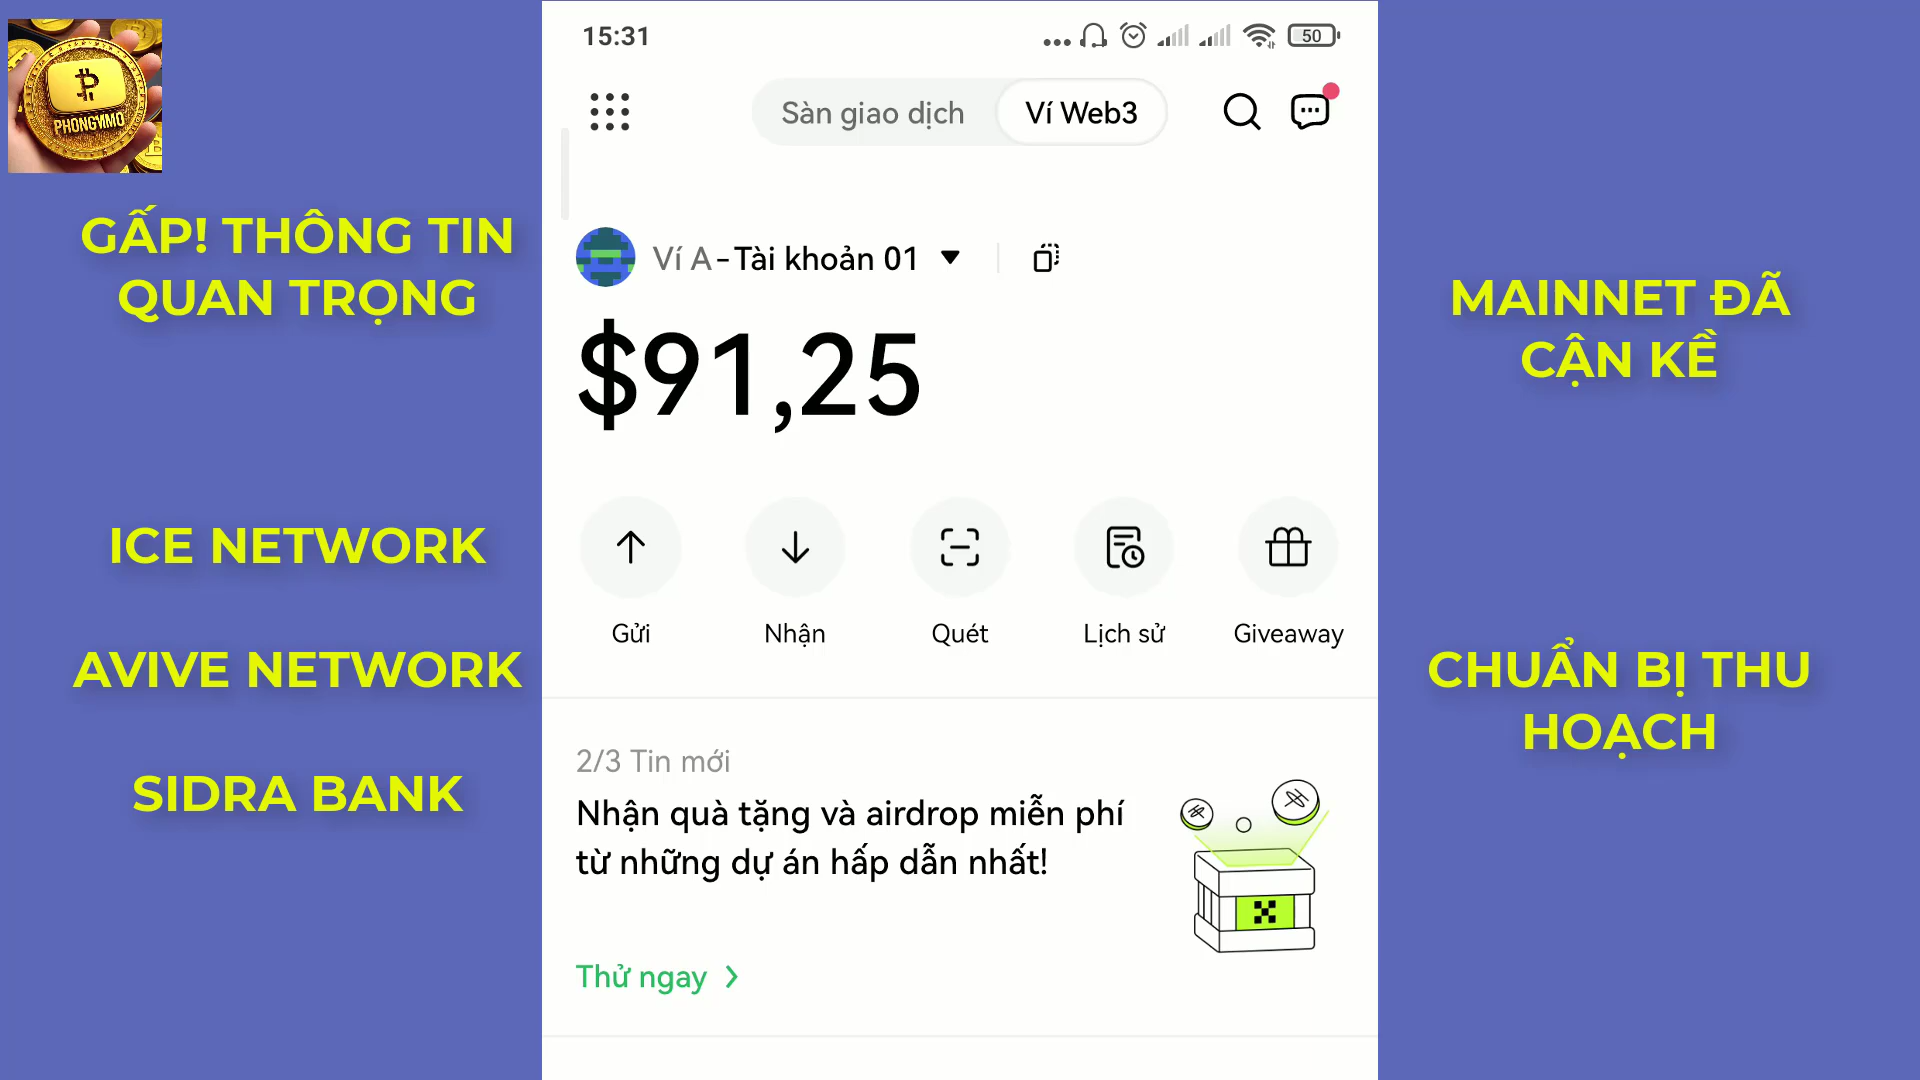 PHONGMMO
GẤP! THÔNG TIN
QUAN TRỌNG
ICE NETWORK
AVIVE NETWORK
SIDRA BANK
15:31
50
Sàn giao dịch
Ví Web3
Ví A-Tài khoản 01
$91,25
Gửi
Nhận
Quét
Lịch sử
Giveaway
2/3 Tin mới
Nhận quà tặng và airdrop miễn phí
từ những dự án hấp dẫn nhất!
Thử ngay
MAINNET ĐÃ
CẬN KỀ
CHUẨN BỊ THU
HOẠCH